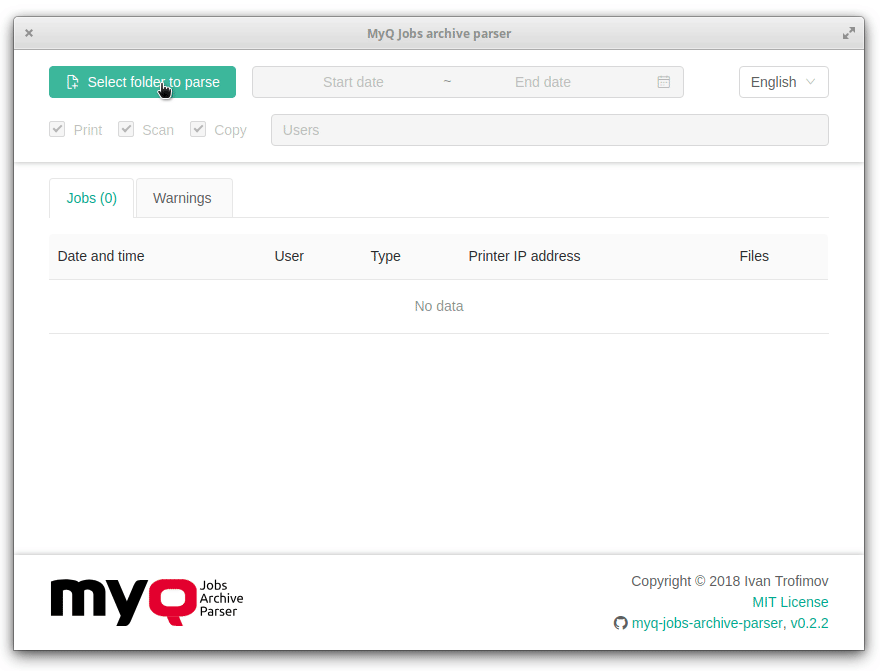 MyQ Jobs archive parser
Select folder to parse
Start date ~ End date
English
Print Scan Copy
Users
Jobs (0) Warnings
Date and time User Type Printer IP address Files
No data
myQ Jobs Archive Parser
Copyright © 2018 Ivan Trofimov
MIT License
myq-jobs-archive-parser, v0.2.2